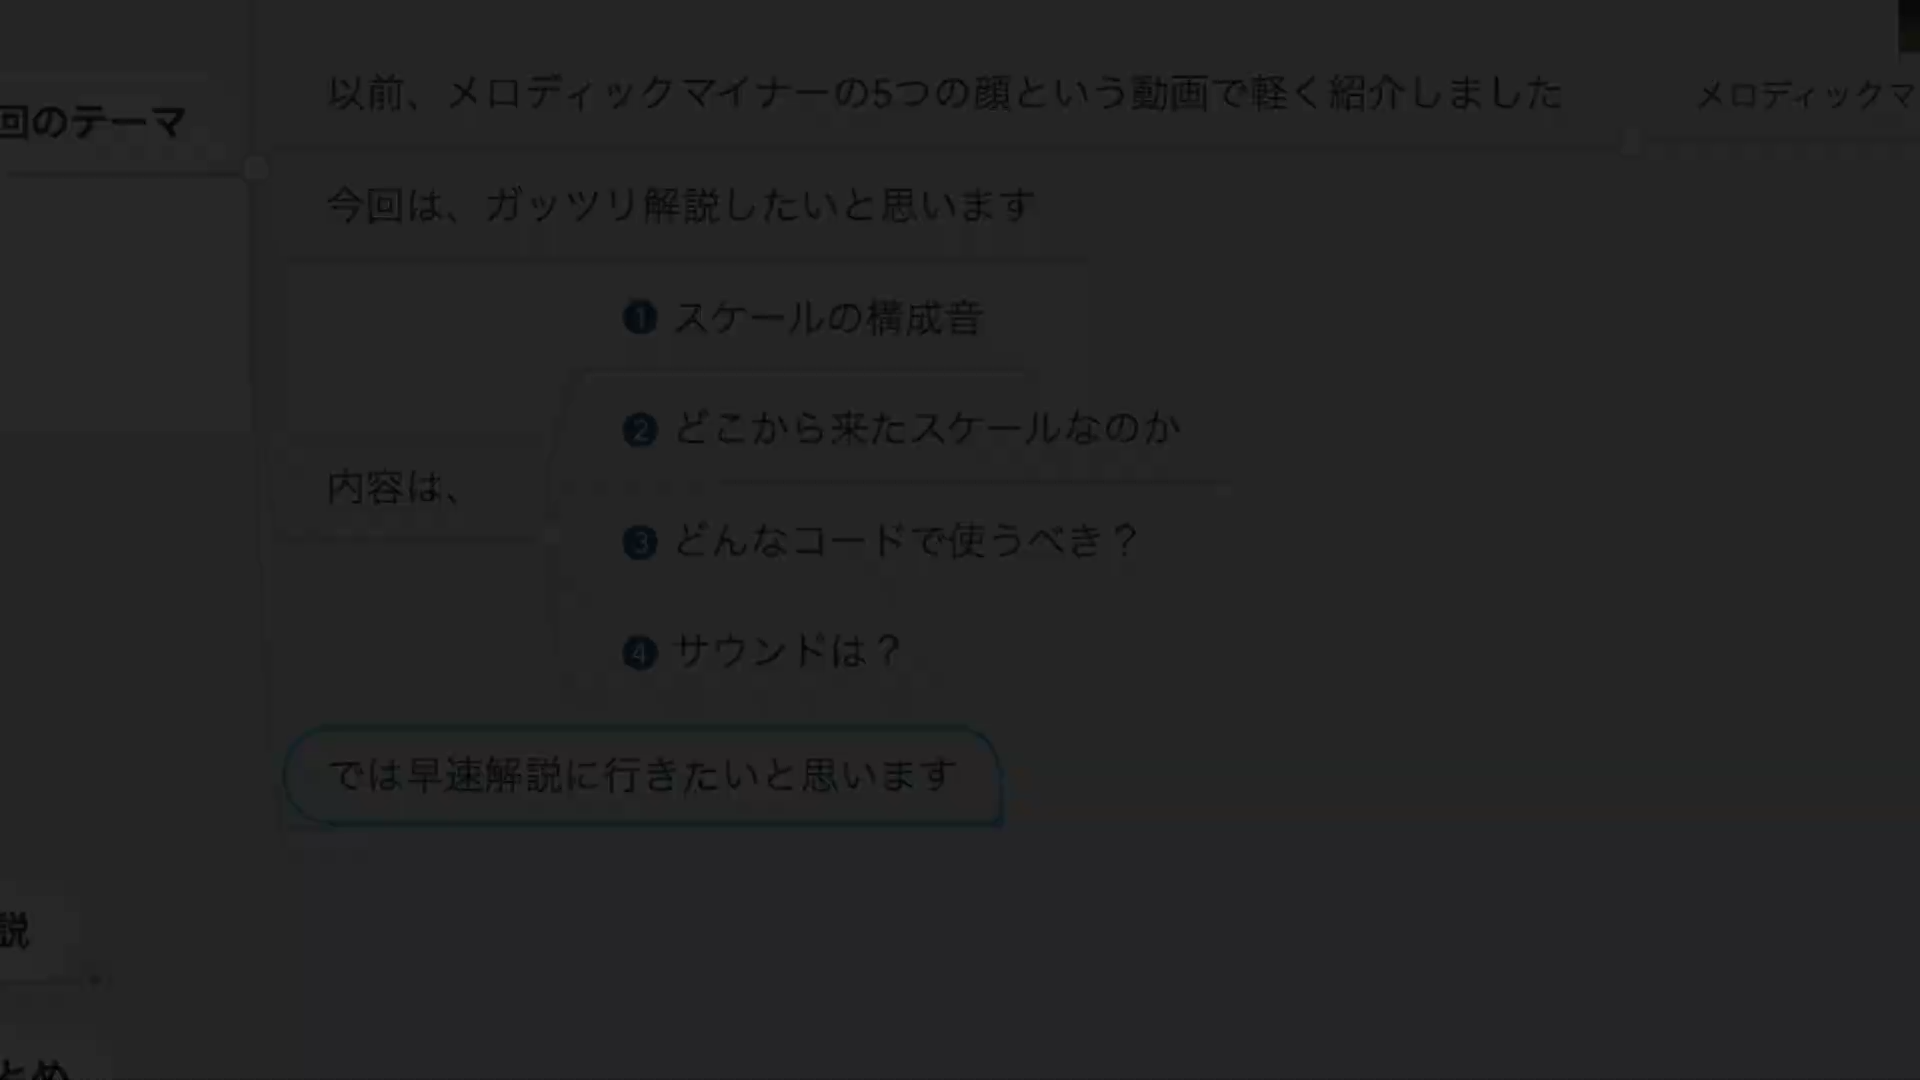 以前、メロディックマイナーの5つの顔という動画で軽く紹介しました
メロディックマ
回のテーマ
今回は、ガッツリ解説したいと思います
❶ スケールの構成音
❷ どこから来たスケールなのか
内容は、
❸ どんなコードで使うべき？
❹ サウンドは？
では早速解説に行きたいと思います
説
とめ